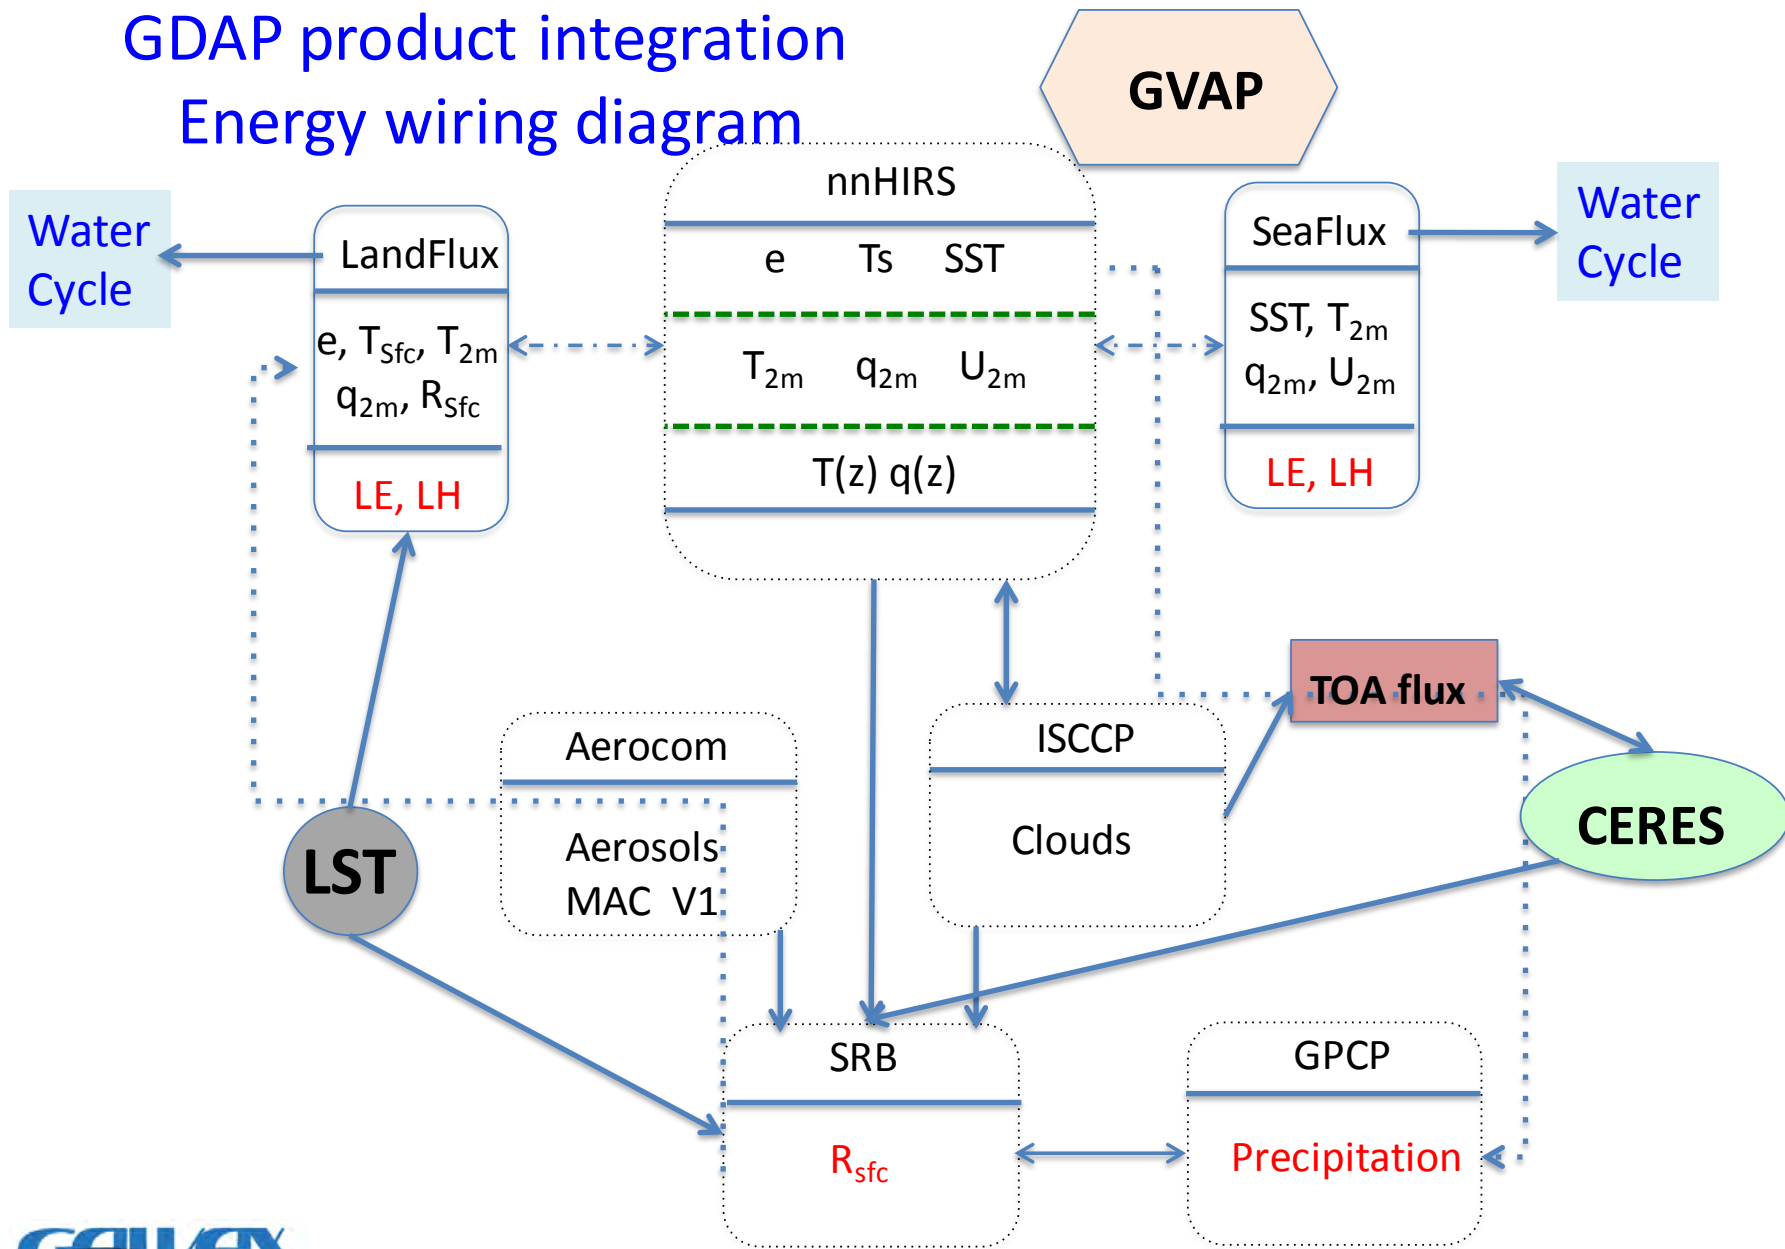 GDAP product integration
Energy wiring diagram
GVAP
nnHIRS
e Ts SST
T2m q2m U2m
T(z) q(z)
Water
Cycle
LandFlux
e, TSfc, T2m
q2m, RSfc
LE, LH
SeaFlux
SST, T2m
q2m, U2m
LE, LH
Water
Cycle
TOA flux
Aerocom
Aerosols
MAC V1
ISCCP
Clouds
CERES
LST
SRB
Rsfc
GPCP
Precipitation